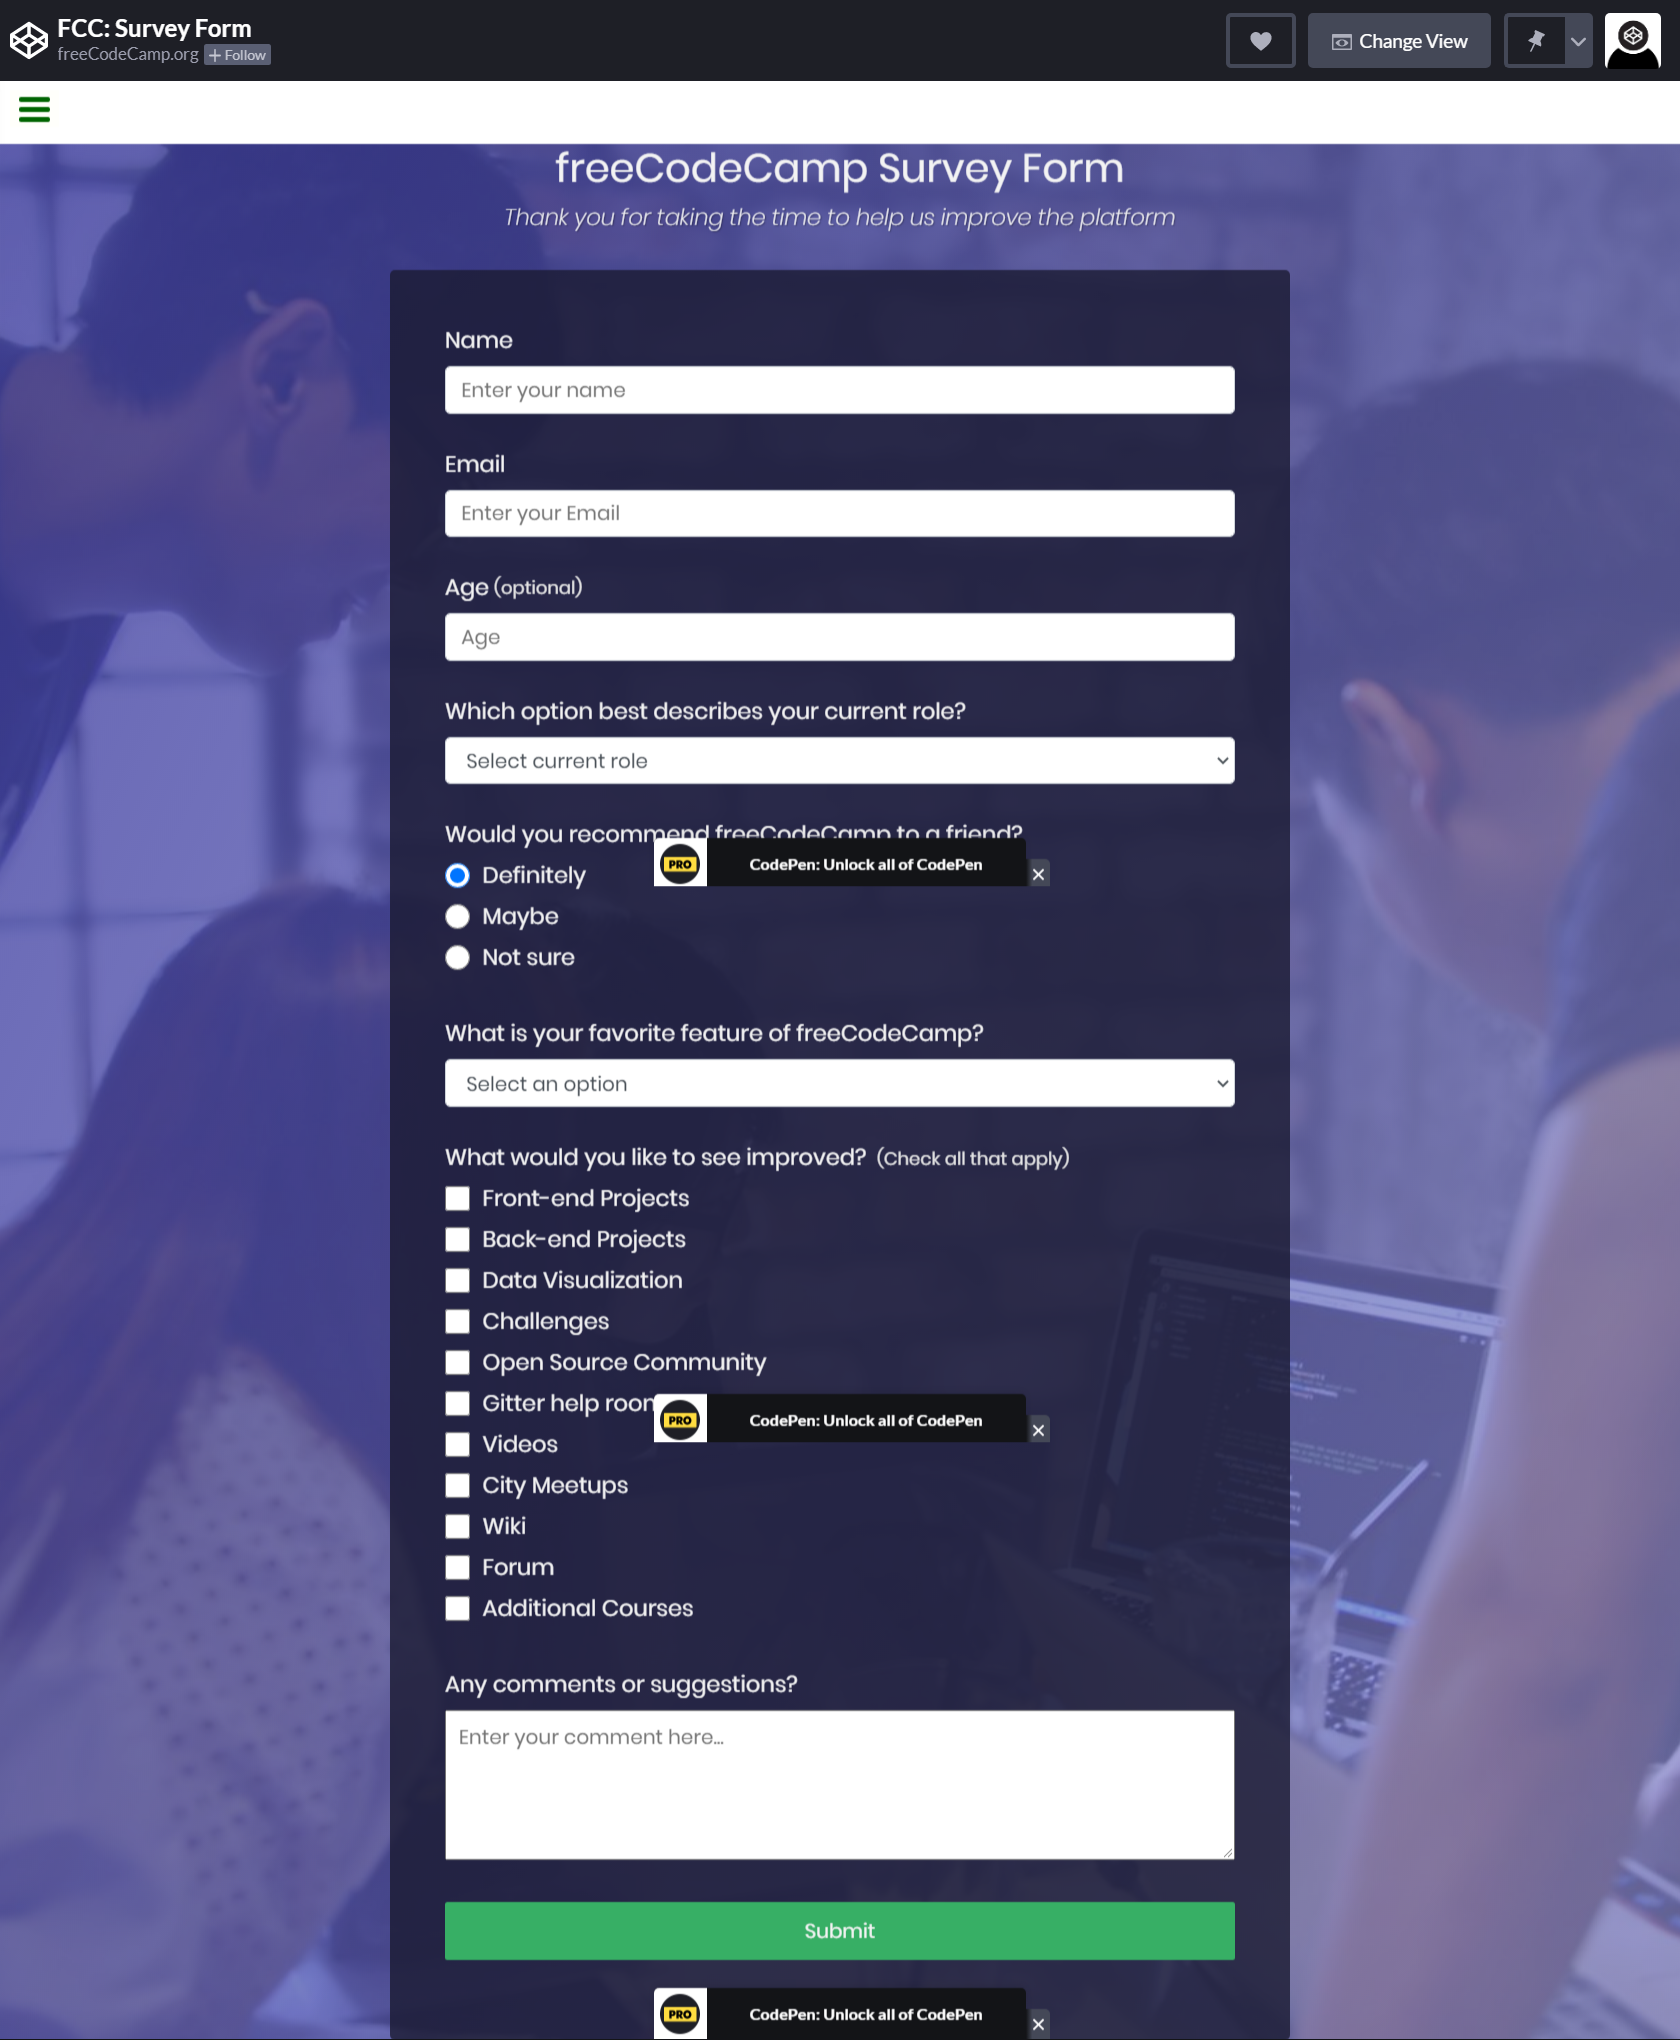 FCC: Survey Form
freeCodeCamp.org + Follow
Change View
freeCodeCamp Survey Form
Thank you for taking the time to help us improve the platform
Name
Enter your name
Email
Enter your Email
Age (optional)
Age
Which option best describes your current role?
Select current role
Would you recommend freeCodeCamp to a friend?
PRO CodePen: Unlock all of CodePen
Definitely
Maybe
Not sure
What is your favorite feature of freeCodeCamp?
Select an option
What would you like to see improved? (Check all that apply)
Front-end Projects
Back-end Projects
Data Visualization
Challenges
Open Source Community
Gitter help room
PRO CodePen: Unlock all of CodePen
Videos
City Meetups
Wiki
Forum
Additional Courses
Any comments or suggestions?
Enter your comment here...
Submit
PRO CodePen: Unlock all of CodePen